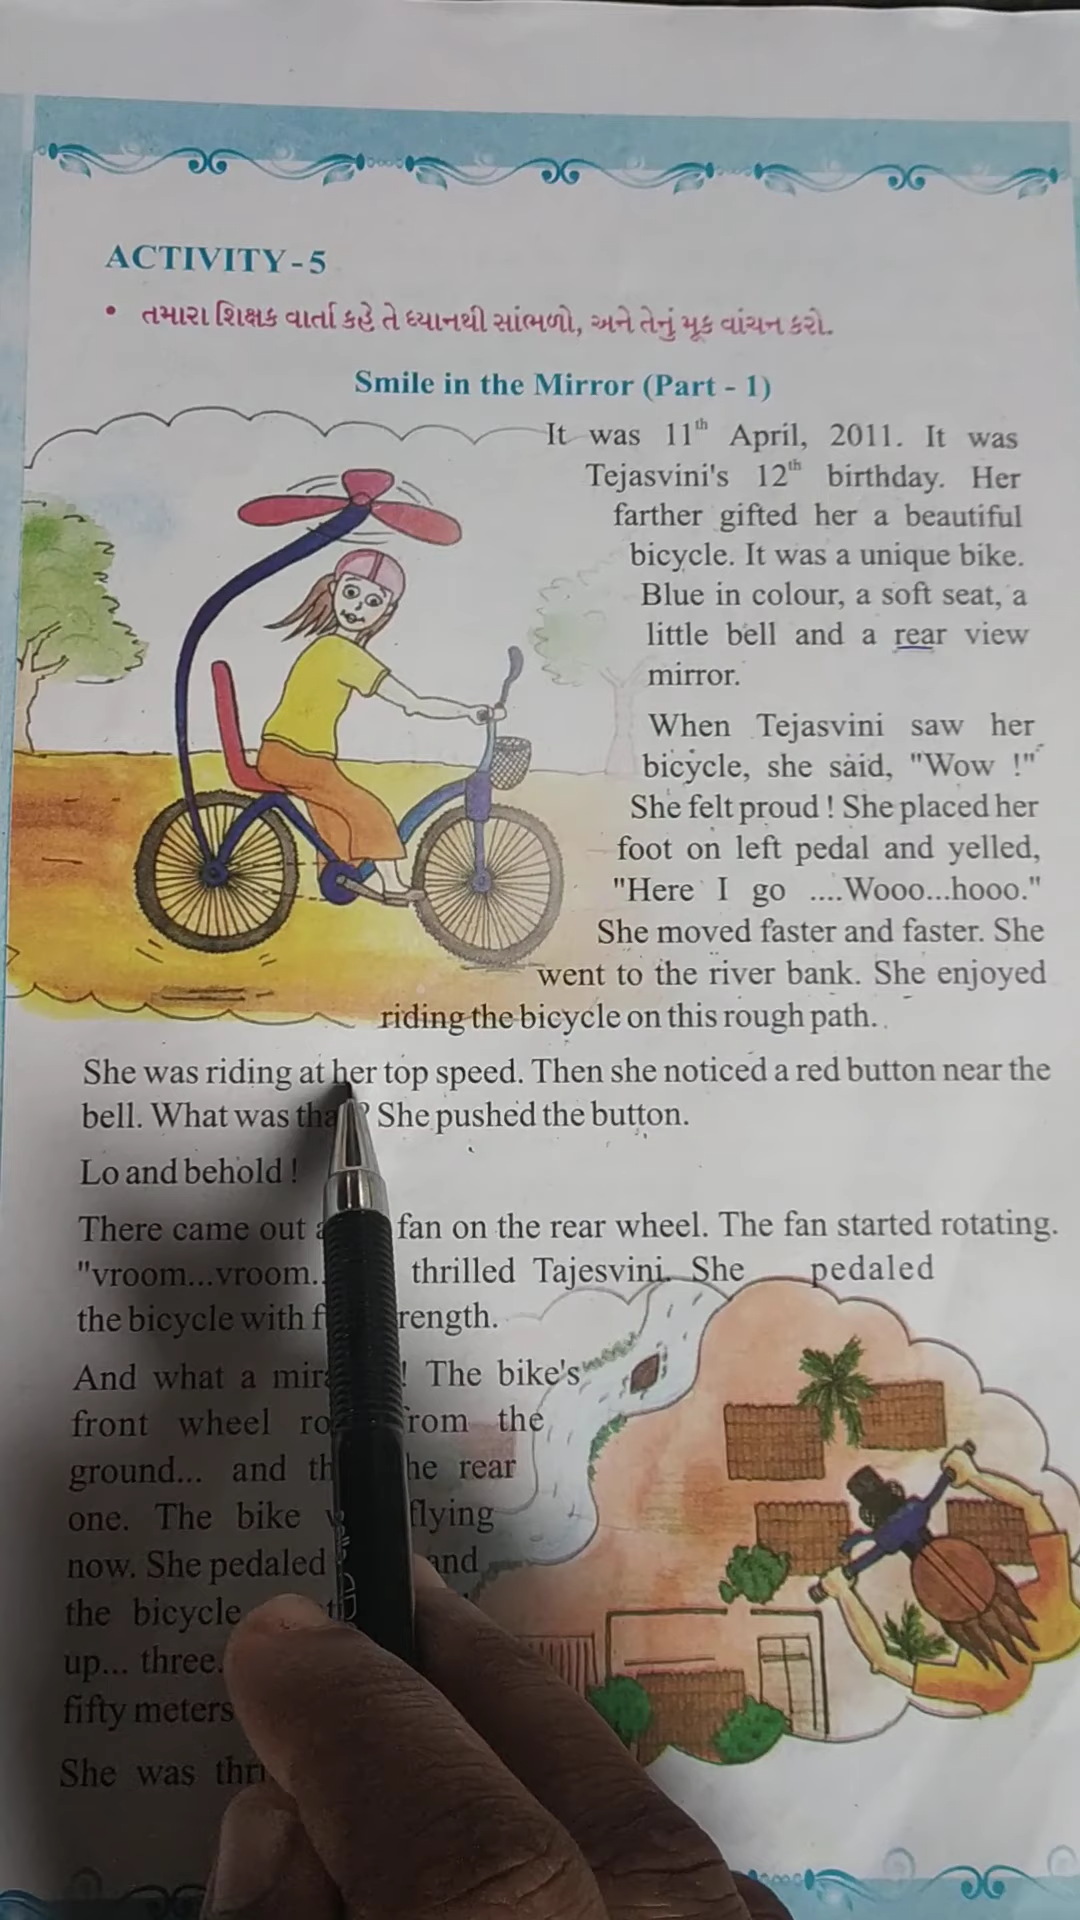 ACTIVITY-5
• તમારા શિક્ષક વાર્તા કહે તે ધ્યાનથી સાંભળો, અને તેનું મૂક વાંચન કરો.
Smile in the Mirror (Part - 1)
It was 11th April, 2011. It was
Tejasvini's 12th birthday. Her
farther gifted her a beautiful
bicycle. It was a unique bike.
Blue in colour, a soft seat, a
little bell and a rear view
mirror.
When Tejasvini saw her
bicycle, she said, "Wow !"
She felt proud ! She placed her
foot on left pedal and yelled,
"Here I go ....Wooo...hooo."
She moved faster and faster. She
went to the river bank. She enjoyed
riding the bicycle on this rough path.
She was riding at her top speed. Then she noticed a red button near the
bell. What was that? She pushed the button.
Lo and behold !
There came out fan on the rear wheel. The fan started rotating.
"vroom...vroom.. thrilled Tajesvini. She pedaled
the bicycle with
And what a ! The bike's
front wheel from the
ground... and the rear
one. The bike flying
now. She pedaled and
the bicycle
up... three.
fifty meters
She was